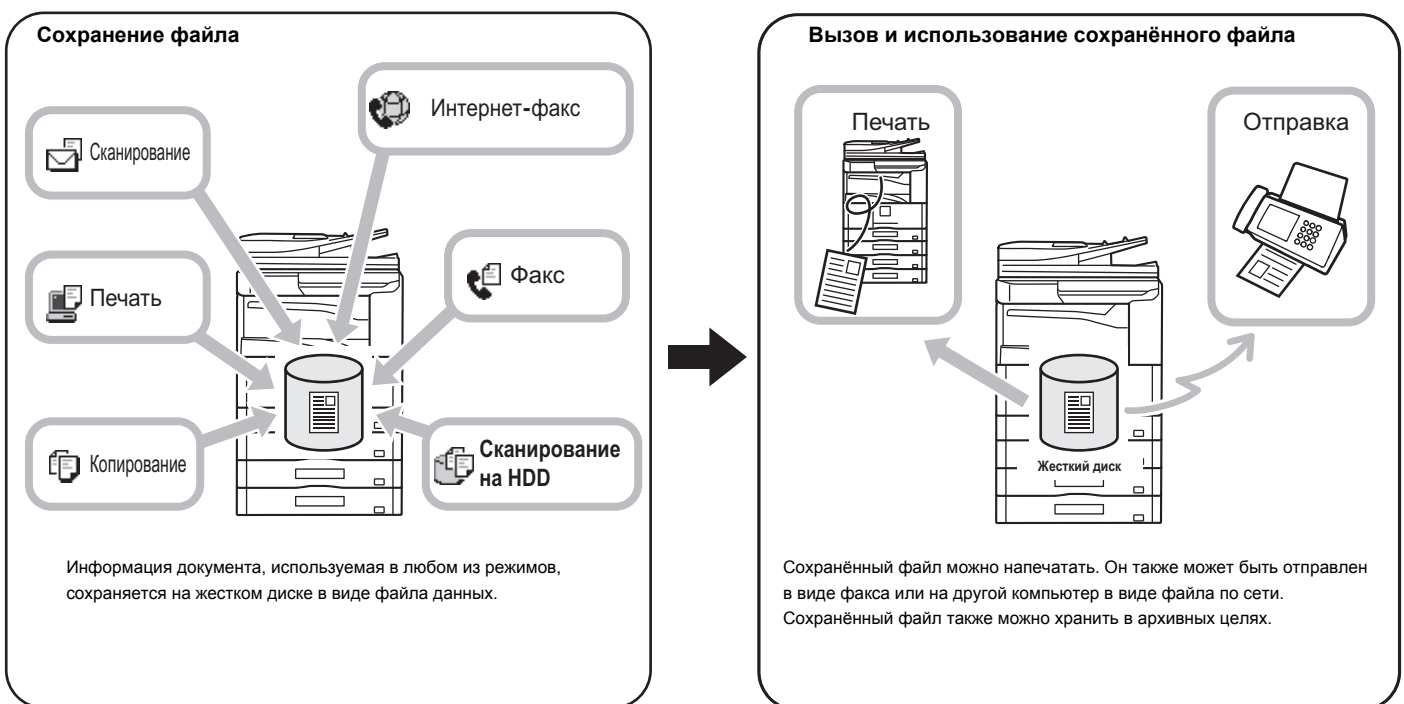 Сохранение файла
Интернет-факс
Сканирование
Факс
Печать
Копирование
Сканирование
на HDD
Информация документа, используемая в любом из режимов,
сохраняется на жестком диске в виде файла данных.
Вызов и использование сохранённого файла
Печать
Отправка
Жесткий диск
Сохранённый файл можно напечатать. Он также может быть отправлен
в виде факса или на другой компьютер в виде файла по сети.
Сохранённый файл также можно хранить в архивных целях.